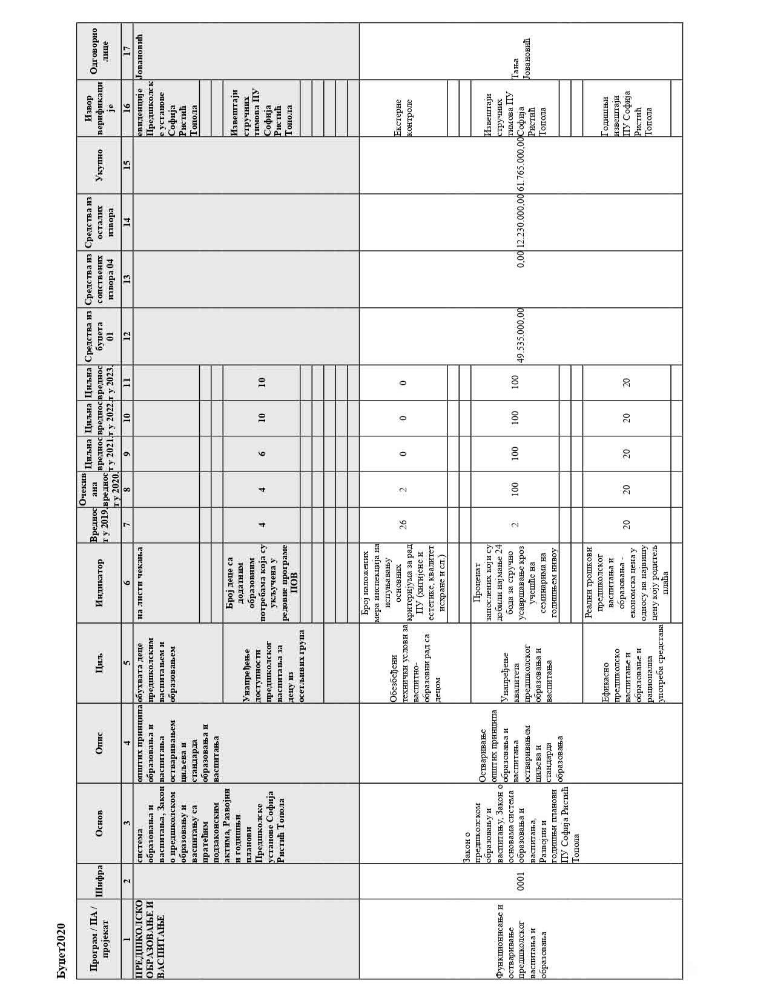 Буџет2020
Програм / ПА /
пројекат
Шифра
Основ
Опис
Циљ
Индикатор
Вреднос
т у 2019.
Очекив
ана
вреднос
т у 2020.
Циљна
вреднос
т у 2021.
Циљна
вреднос
т у 2022.
Циљна
вреднос
т у 2023.
Средства из
буџета
01
Средства из
сопствених
извора 04
Средства из
осталих
извора
Укупно
Извор
верификаци
је
Одговорно
лице
1
2
3
4
5
6
7
8
9
10
11
12
13
14
15
16
17
ПРЕДШКОЛСКО
ОБРАЗОВАЊЕ И
ВАСПИТАЊЕ
система
образовања и
васпитања, Закон
о предшколском
образовању и
васпитању са
пратећим
подзаконским
актима, Развојни
и годишњи
планови
Предшколске
установе Софија
Ристић Топола
општих принципа
образовања и
васпитања
остваривањем
циљева и
стандарда
образовања и
васпитања
обухвата деце
предшколским
васпитањем и
образовањем
на листи чекања
евиденције
Предшколск
е установе
Софија
Ристић
Топола
Јовановић
Унапређење
доступности
предшколског
васпитања за
децу из
осетљивих група
Број деце са
додатним
образовним
потребама која су
укључена у
редовне програме
ПОВ
4
4
6
10
10
Извештаји
стручних
тимова ПУ
Софија
Ристић
Топола
Функционисање и
остваривање
предшколског
васпитања и
образовања
0001
Закон о
предшколском
образовању и
васпитању, Закон о
основама система
образовања и
васпитања,
Развојни и
годишњи планови
ПУ Софија Ристић
Топола
Остваривање
општих принципа
образовања и
васпитања
остваривањем
циљева и
стандарда
образовања
Обезбеђени
технички услови за
васпитно-
образовни рад са
децом
Број наложених
мера инспекција на
испуњавању
основних
критеријума за рад
ПУ (хигијене и
естетике, квалитет
исхране и сл.)
26
2
0
0
0
Екстерне
контроле
Унапређење
квалитета
предшколског
образовања и
васпитања
Проценат
запослених који су
добили најмање 24
бода за стручно
усавршавање кроз
учешће на
семинарима на
годишњем нивоу
2
100
100
100
100
49.535.000,00
0,00
12.230.000,00
61.765.000,00
Извештаји
стручних
тимова ПУ
Софија
Ристић
Топола
Тања
Јовановић
Ефикасно
предшколско
васпитање и
образовање и
рационална
употреба средстава
Реални трошкови
предшколског
васпитања и
образовања -
економска цена у
односу на највишу
цену коју родитељ
плаћа
20
20
20
20
20
Годишњи
извештаји
ПУ Софија
Ристић
Топола